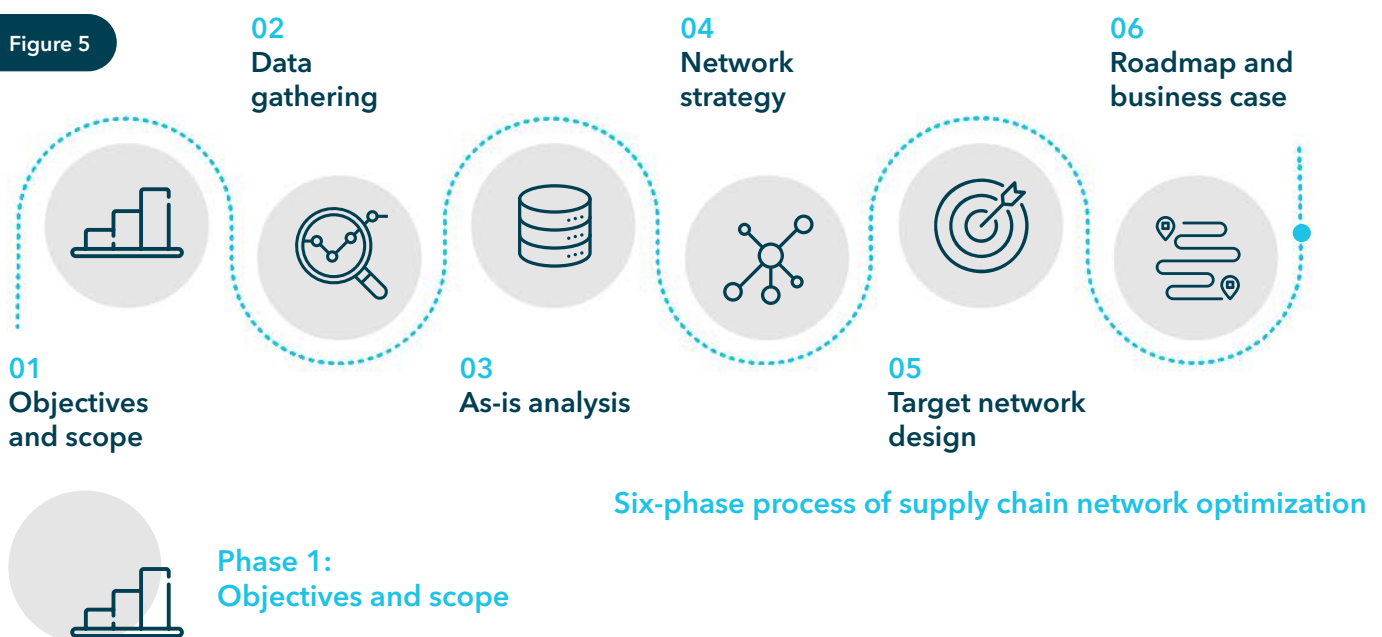 Figure 5
01
Objectives
and scope
02
Data
gathering
03
As-is analysis
04
Network
strategy
05
Target network
design
06
Roadmap and
business case
Six-phase process of supply chain network optimization
Phase 1:
Objectives and scope